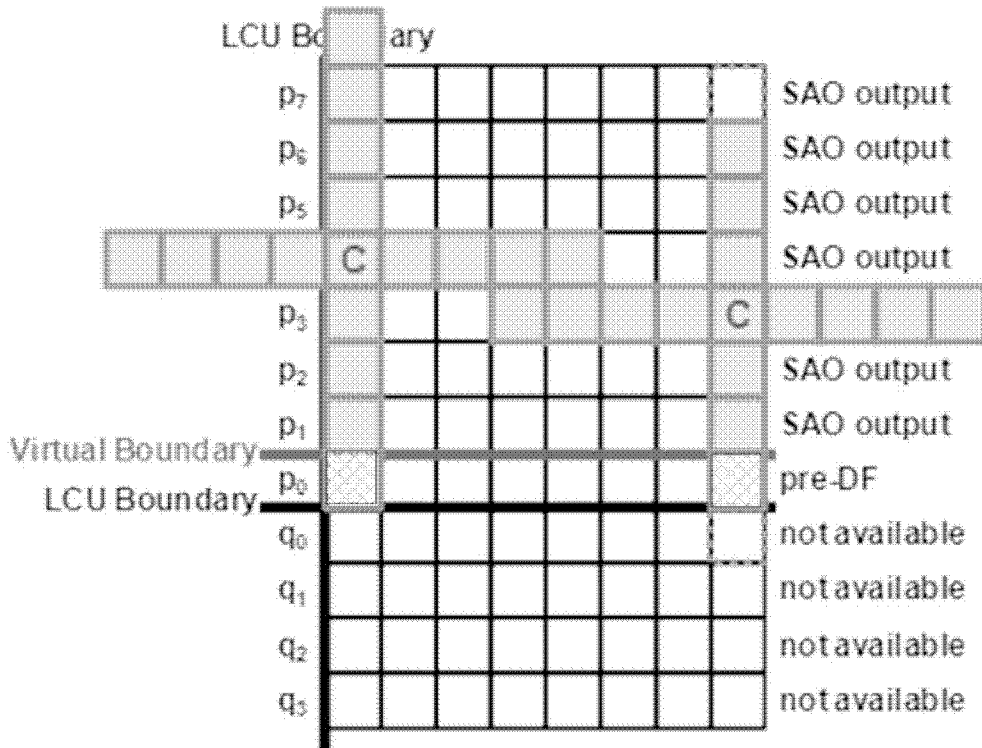 LCU Bo ary
p₇ SAO output
p₆ SAO output
p₅ SAO output
C SAO output
p₃ C
p₂ SAO output
p₁ SAO output
Virtual Boundary
p₀ pre-DF
LCU Boundary
q₀ not available
q₁ not available
q₂ not available
q₃ not available